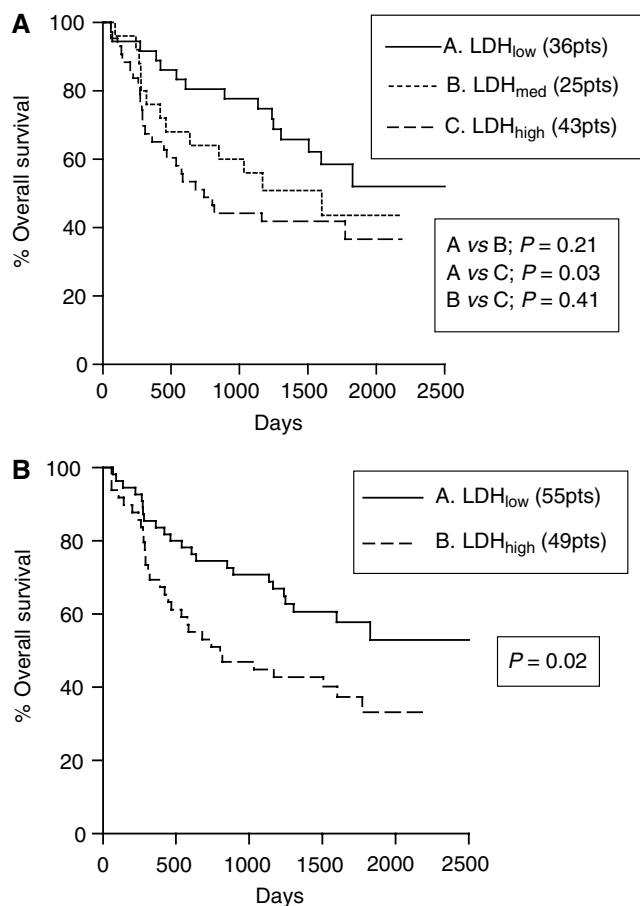 A
% Overall survival
100
80
60
40
20
0
0 500 1000 1500 2000 2500
Days
A. LDHlow (36pts)
B. LDHmed (25pts)
C. LDHhigh (43pts)
A vs B; P = 0.21
A vs C; P = 0.03
B vs C; P = 0.41
B
% Overall survival
100
80
60
40
20
0
0 500 1000 1500 2000 2500
Days
A. LDHlow (55pts)
B. LDHhigh (49pts)
P = 0.02